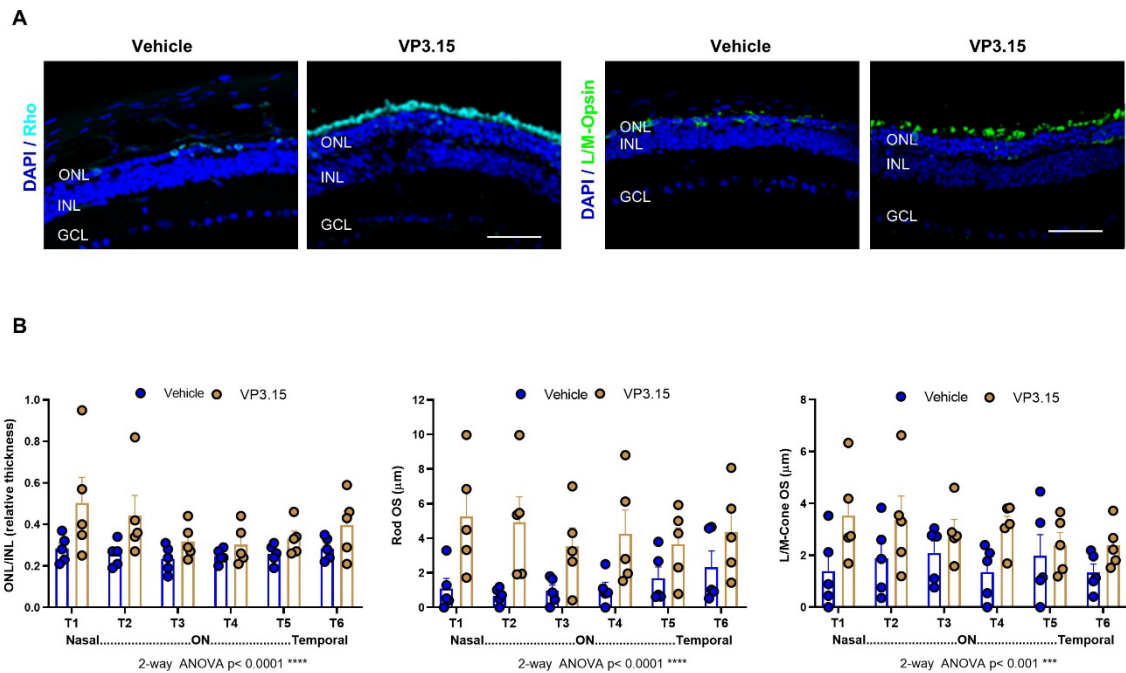 A
Vehicle VP3.15 Vehicle VP3.15
DAPI / Rho
ONL
INL
GCL
ONL
INL
GCL
DAPI / L/M-Opsin
ONL
INL
GCL
ONL
INL
GCL
B
Vehicle VP3.15
ONL/INL (relative thickness)
1.0
0.8
0.6
0.4
0.2
0.0
T1 T2 T3 T4 T5 T6
Nasal......................ON......................Temporal
2-way ANOVA p< 0.0001 ****
Vehicle VP3.15
Rod OS (μm)
12
10
8
6
4
2
0
T1 T2 T3 T4 T5 T6
Nasal......................ON......................Temporal
2-way ANOVA p< 0.0001 ****
Vehicle VP3.15
L/M-Cone OS (μm)
8
6
4
2
0
T1 T2 T3 T4 T5 T6
Nasal......................ON......................Temporal
2-way ANOVA p< 0.001 ***